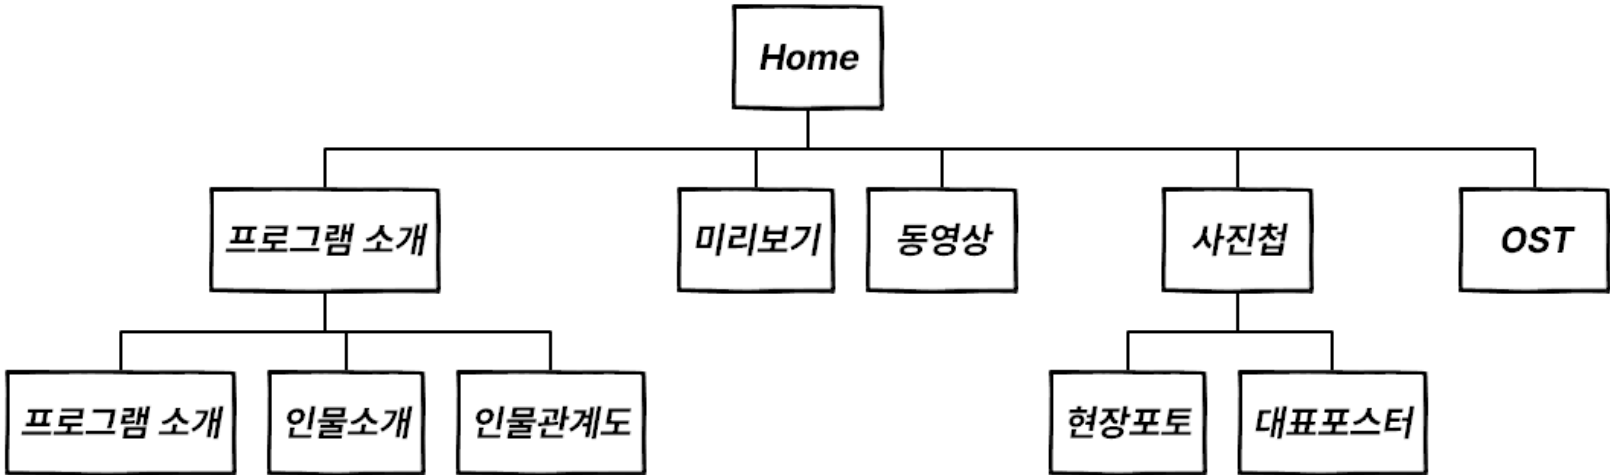 Home
프로그램 소개
미리보기
동영상
사진첩
OST
프로그램 소개
인물소개
인물관계도
현장포토
대표포스터